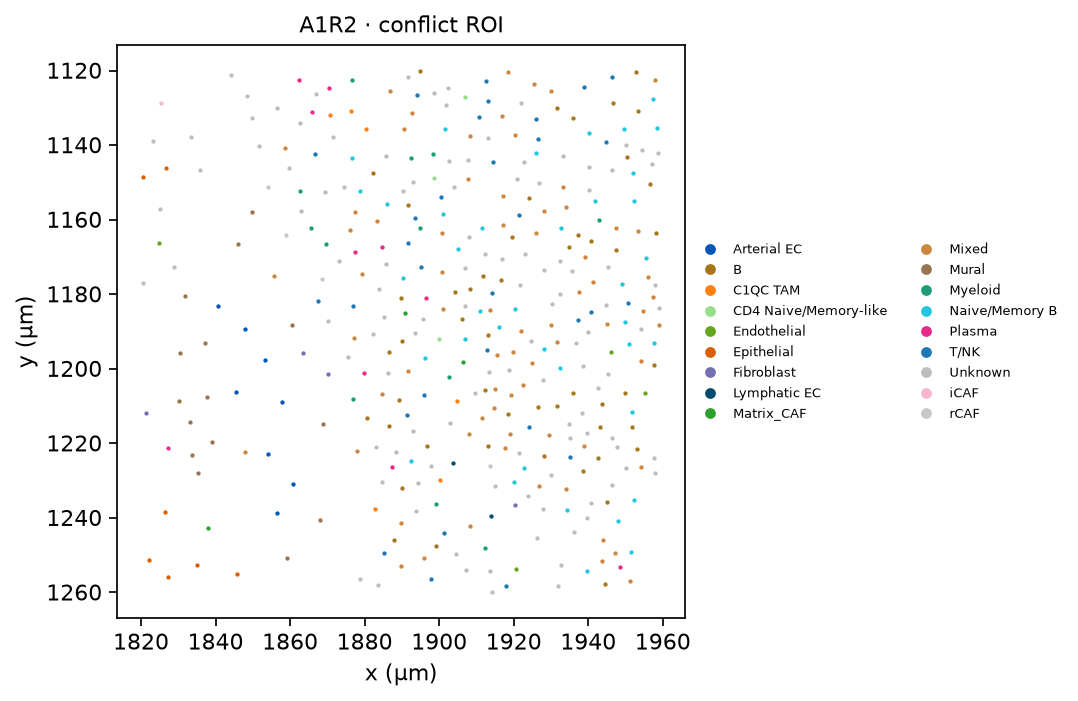 A1R2 · conflict ROI
1120
1140
1160
1180
1200
1220
1240
1260
y (μm)
1820 1840 1860 1880 1900 1920 1940 1960
x (μm)
Arterial EC
B
C1QC TAM
CD4 Naive/Memory-like
Endothelial
Epithelial
Fibroblast
Lymphatic EC
Matrix_CAF
Mixed
Mural
Myeloid
Naive/Memory B
Plasma
T/NK
Unknown
iCAF
rCAF